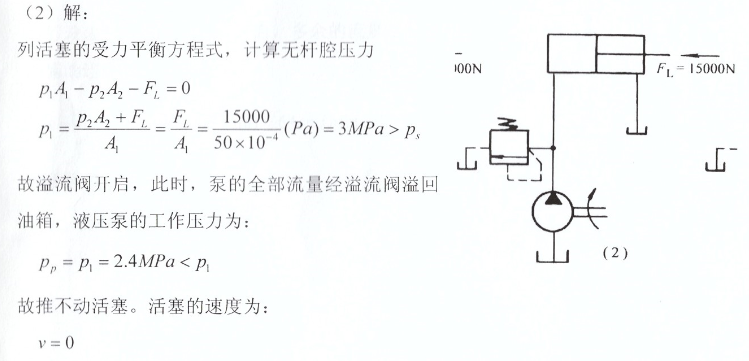 （2）解：
列活塞的受力平衡方程式，计算无杆腔压力
p₁A₁ − p₂A₂ − F_L = 0
p₁ = (p₂A₂ + F_L)/A₁ = F_L/A₁ = 15000/(50×10⁻⁴) (Pa) = 3MPa > p_s
故溢流阀开启，此时，泵的全部流量经溢流阀溢回
油箱，液压泵的工作压力为：
p_p = p₁ = 2.4MPa < p₁
故推不动活塞。活塞的速度为：
v = 0
00N
F_L = 15000N
(2)